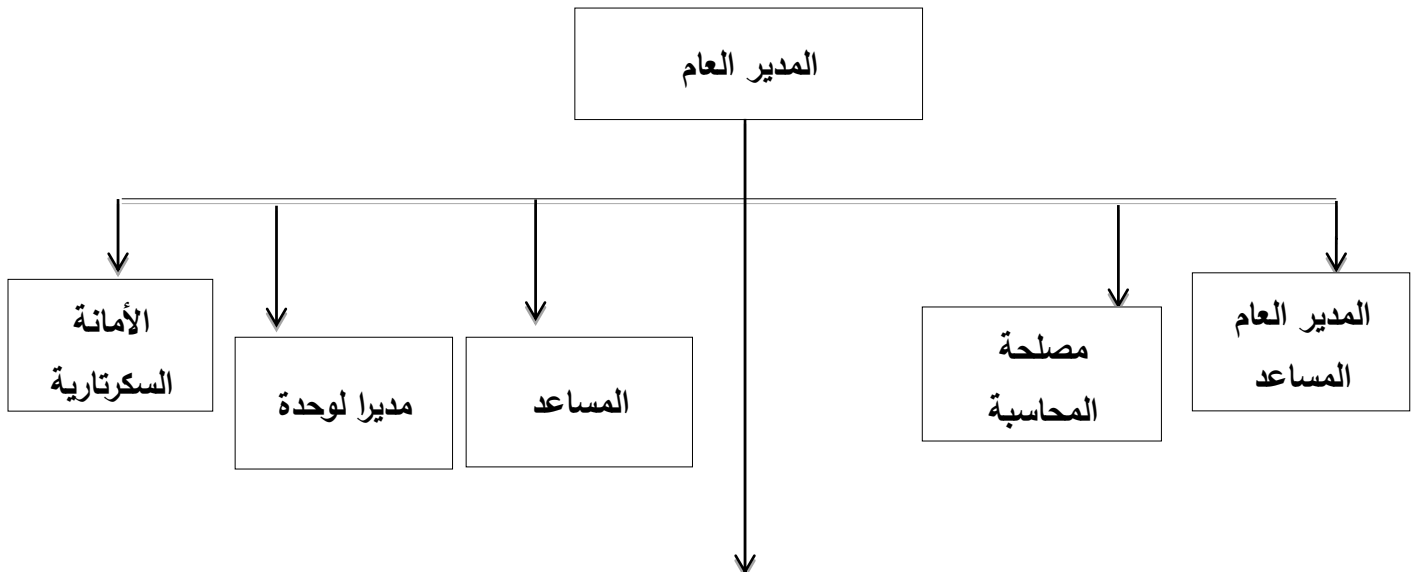 المدير العام
المدير العام
المساعد
مصلحة
المحاسبة
المساعد
مديرا لوحدة
الأمانة
السكرتارية